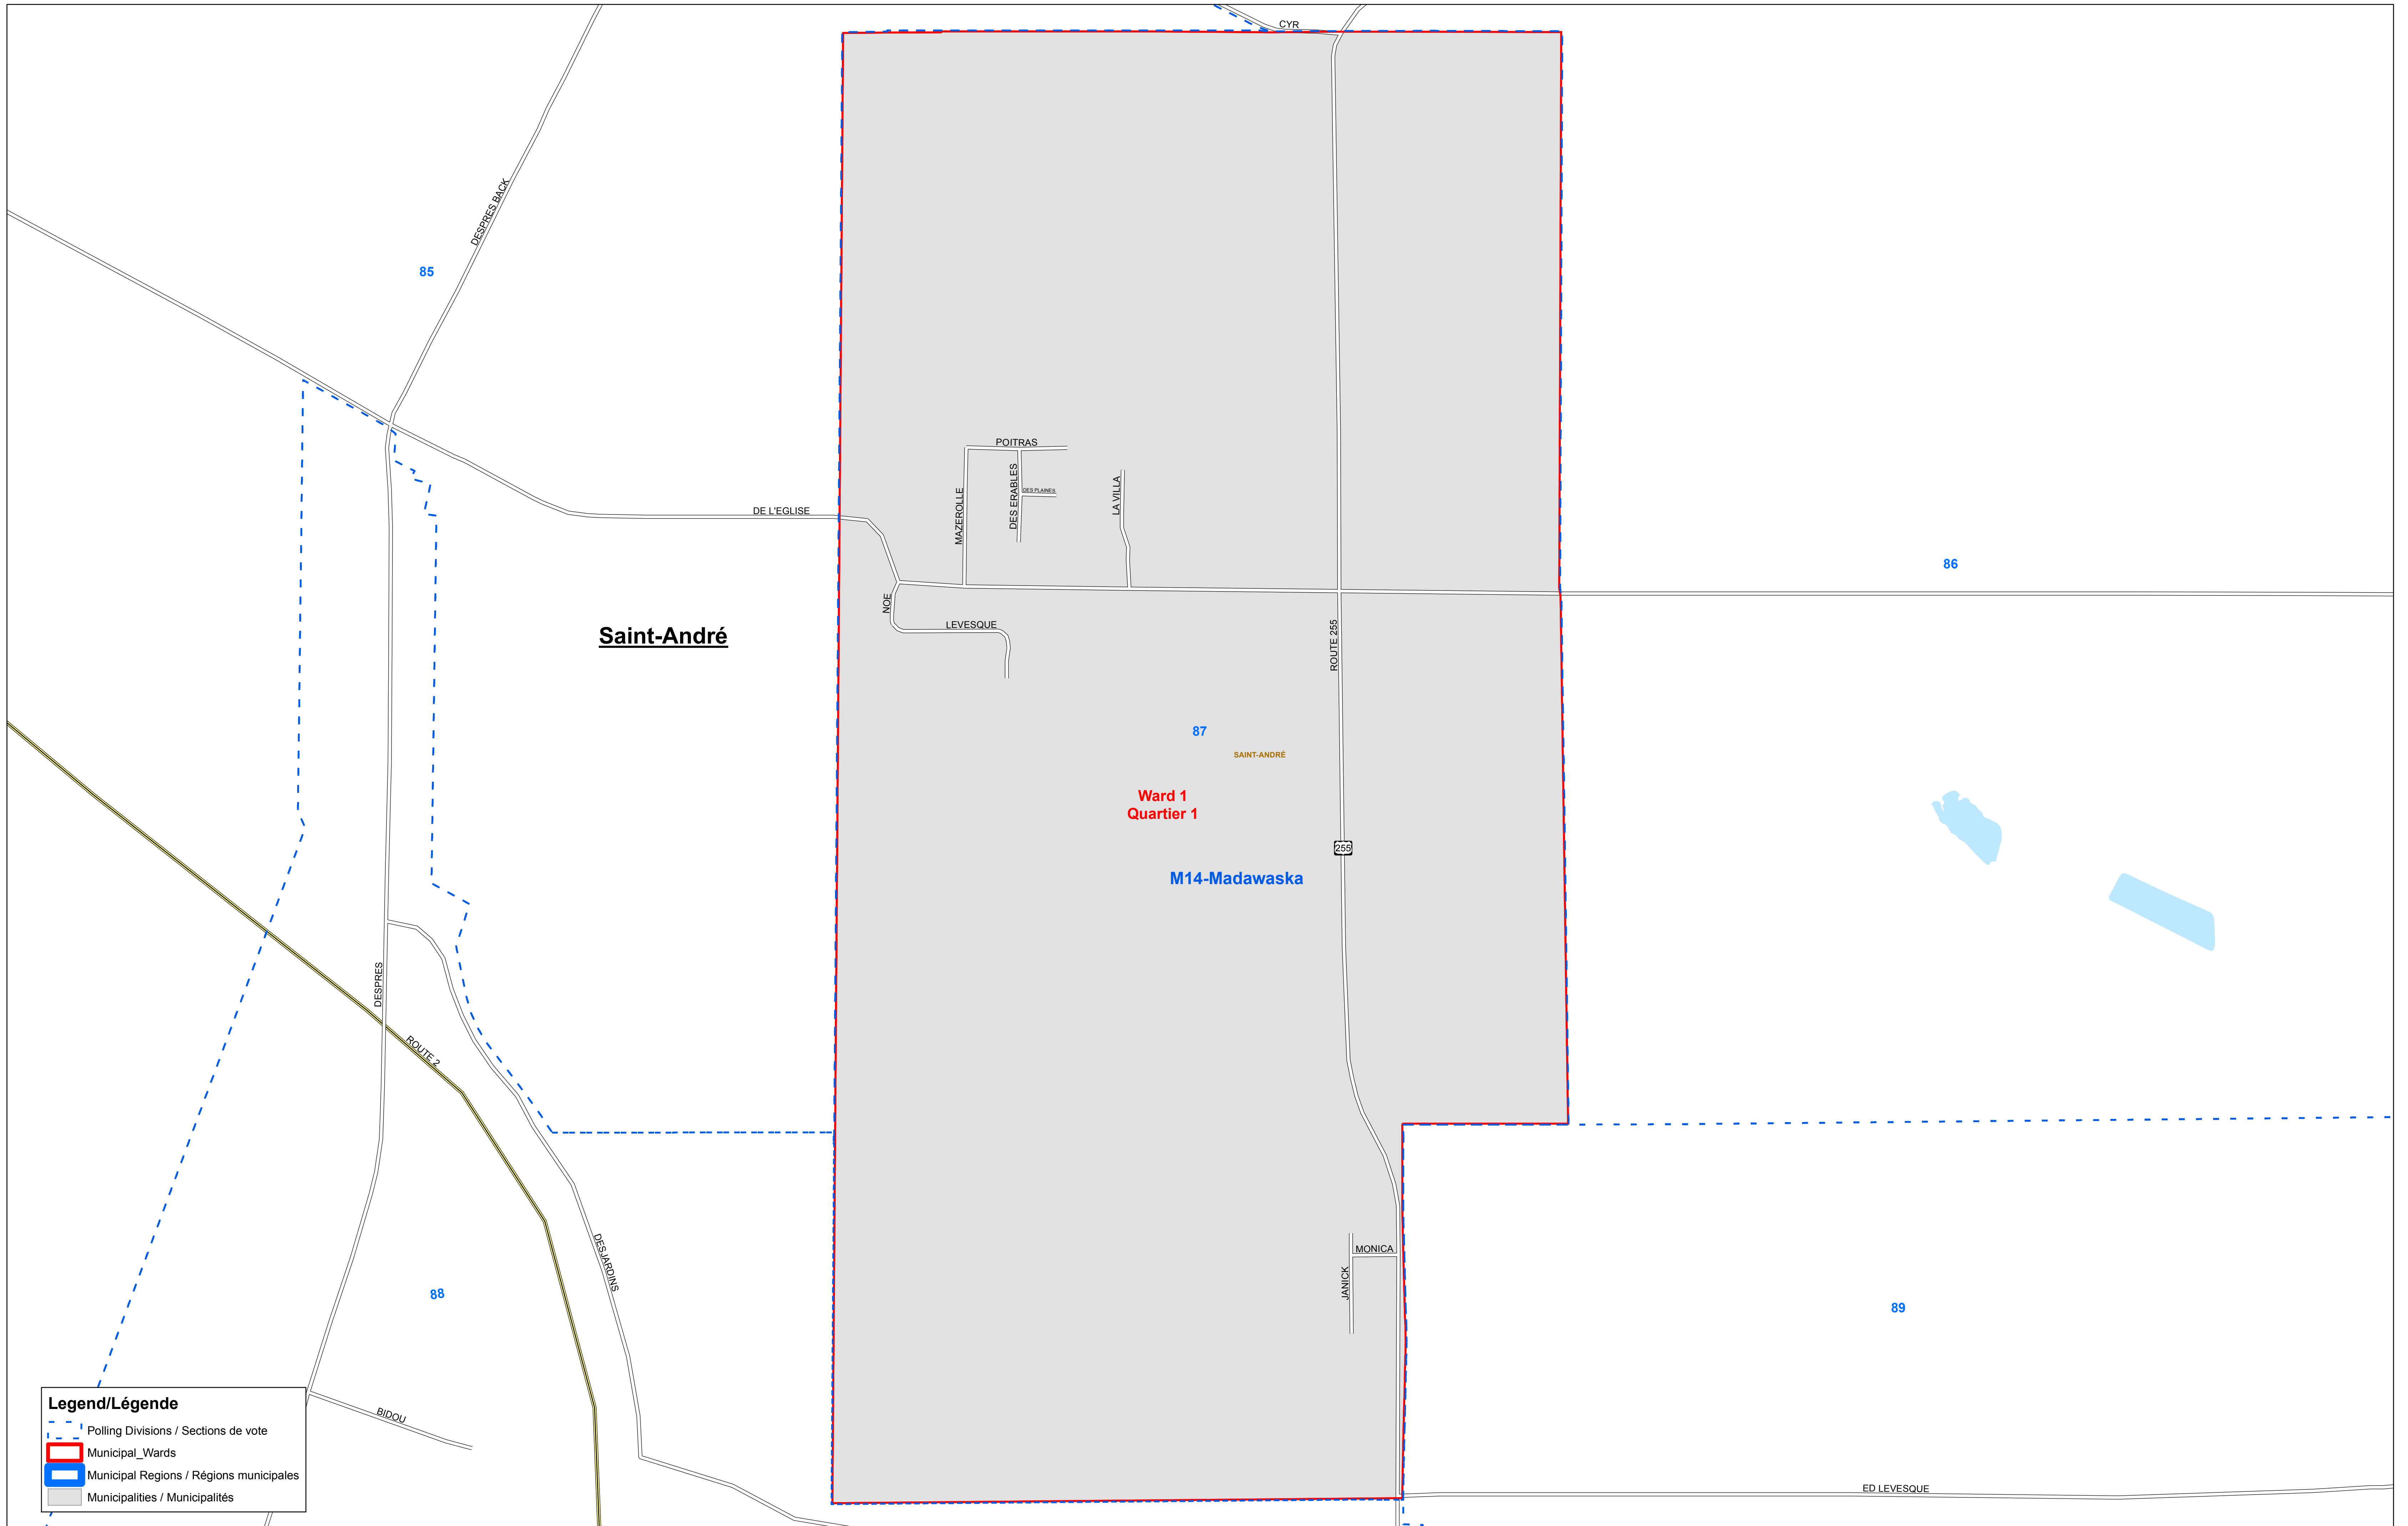 CYR
DESPRES BACK
85
POITRAS
MAZEROLLE
DES ERABLES
DES PLAINES
LA VILLA
DE L'EGLISE
86
NOE
LEVESQUE
Saint-André
ROUTE 255
87
SAINT-ANDRÉ
Ward 1
Quartier 1
255
M14-Madawaska
DESPRES
ROUTE 2
DESJARDINS
MONICA
JANICK
88
89
BIDOU
ED LEVESQUE
Legend/Légende
Polling Divisions / Sections de vote
Municipal_Wards
Municipal Regions / Régions municipales
Municipalities / Municipalités